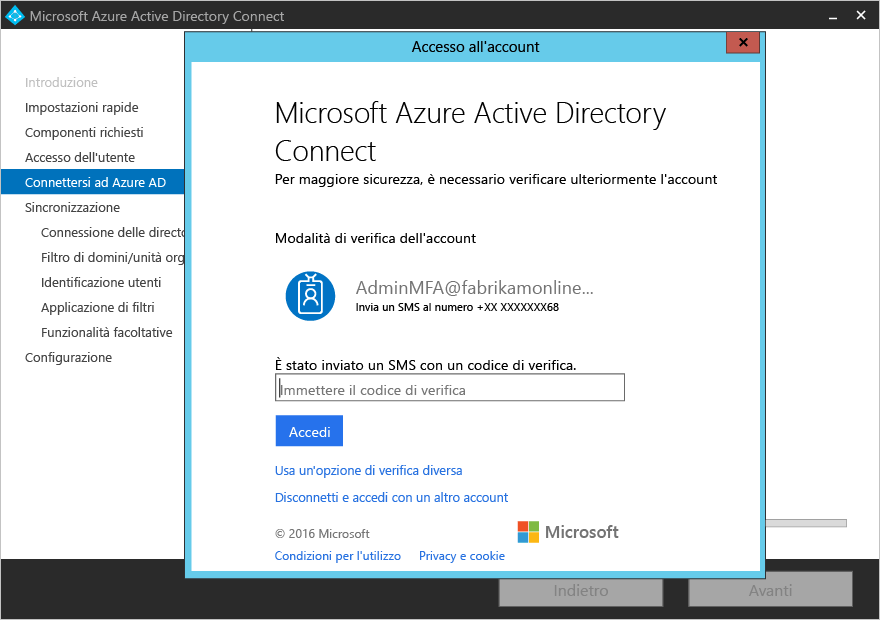 Microsoft Azure Active Directory Connect
Accesso all'account
Introduzione
Impostazioni rapide
Componenti richiesti
Accesso dell'utente
Connettersi ad Azure AD
Sincronizzazione
Connessione delle directo
Filtro di domini/unità org
Identificazione utenti
Applicazione di filtri
Funzionalità facoltative
Configurazione
Microsoft Azure Active Directory
Connect
Per maggiore sicurezza, è necessario verificare ulteriormente l'account
Modalità di verifica dell'account
AdminMFA@fabrikamonline...
Invia un SMS al numero +XX XXXXXXX68
È stato inviato un SMS con un codice di verifica.
Immettere il codice di verifica
Accedi
Usa un'opzione di verifica diversa
Disconnetti e accedi con un altro account
© 2016 Microsoft
Microsoft
Condizioni per l'utilizzo Privacy e cookie
Indietro Avanti